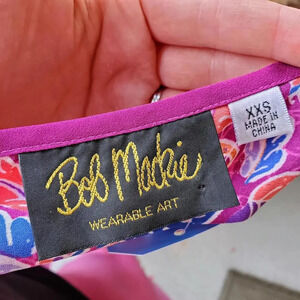 Bob Mackie
WEARABLE ART
XXS
MADE IN
CHINA